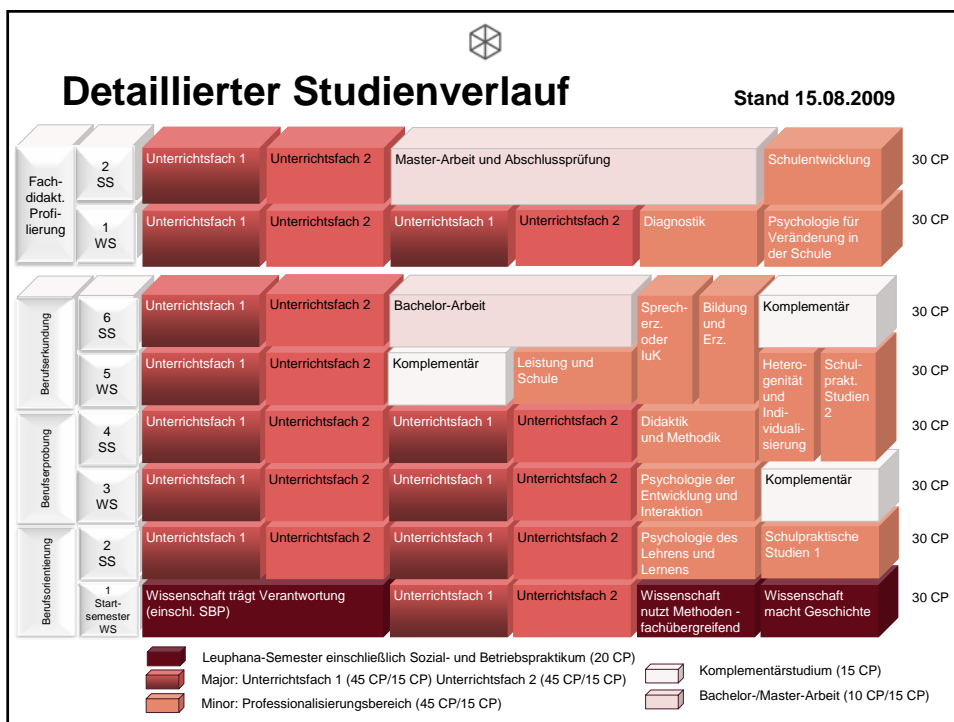 Detaillierter Studienverlauf
Stand 15.08.2009
Fach-
didakt.
Profi-
lierung
2
SS
Unterrichtsfach 1
Unterrichtsfach 2
Master-Arbeit und Abschlussprüfung
Schulentwicklung
30 CP
1
WS
Unterrichtsfach 1
Unterrichtsfach 2
Unterrichtsfach 1
Unterrichtsfach 2
Diagnostik
Psychologie für
Veränderung in
der Schule
30 CP
Berufserkundung
6
SS
Unterrichtsfach 1
Unterrichtsfach 2
Bachelor-Arbeit
Sprech-
erz.
oder
IuK
Bildung
und
Erz.
Komplementär
30 CP
5
WS
Unterrichtsfach 1
Unterrichtsfach 2
Komplementär
Leistung und
Schule
Hetero-
genität
und
Indi-
viduali-
sierung
Schul-
prakt.
Studien
2
30 CP
Berufserprobung
4
SS
Unterrichtsfach 1
Unterrichtsfach 2
Unterrichtsfach 1
Unterrichtsfach 2
Didaktik
und Methodik
30 CP
3
WS
Unterrichtsfach 1
Unterrichtsfach 2
Unterrichtsfach 1
Unterrichtsfach 2
Psychologie der
Entwicklung und
Interaktion
Komplementär
30 CP
Berufsorientierung
2
SS
Unterrichtsfach 1
Unterrichtsfach 2
Unterrichtsfach 1
Unterrichtsfach 2
Psychologie des
Lehrens und
Lernens
Schulpraktische
Studien 1
30 CP
1
Start-
semester
WS
Wissenschaft trägt Verantwortung
(einschl. SBP)
Unterrichtsfach 1
Unterrichtsfach 2
Wissenschaft
nutzt Methoden -
fachübergreifend
Wissenschaft
macht Geschichte
30 CP
Leuphana-Semester einschließlich Sozial- und Betriebspraktikum (20 CP)
Major: Unterrichtsfach 1 (45 CP/15 CP) Unterrichtsfach 2 (45 CP/15 CP)
Minor: Professionalisierungsbereich (45 CP/15 CP)
Komplementärstudium (15 CP)
Bachelor-/Master-Arbeit (10 CP/15 CP)